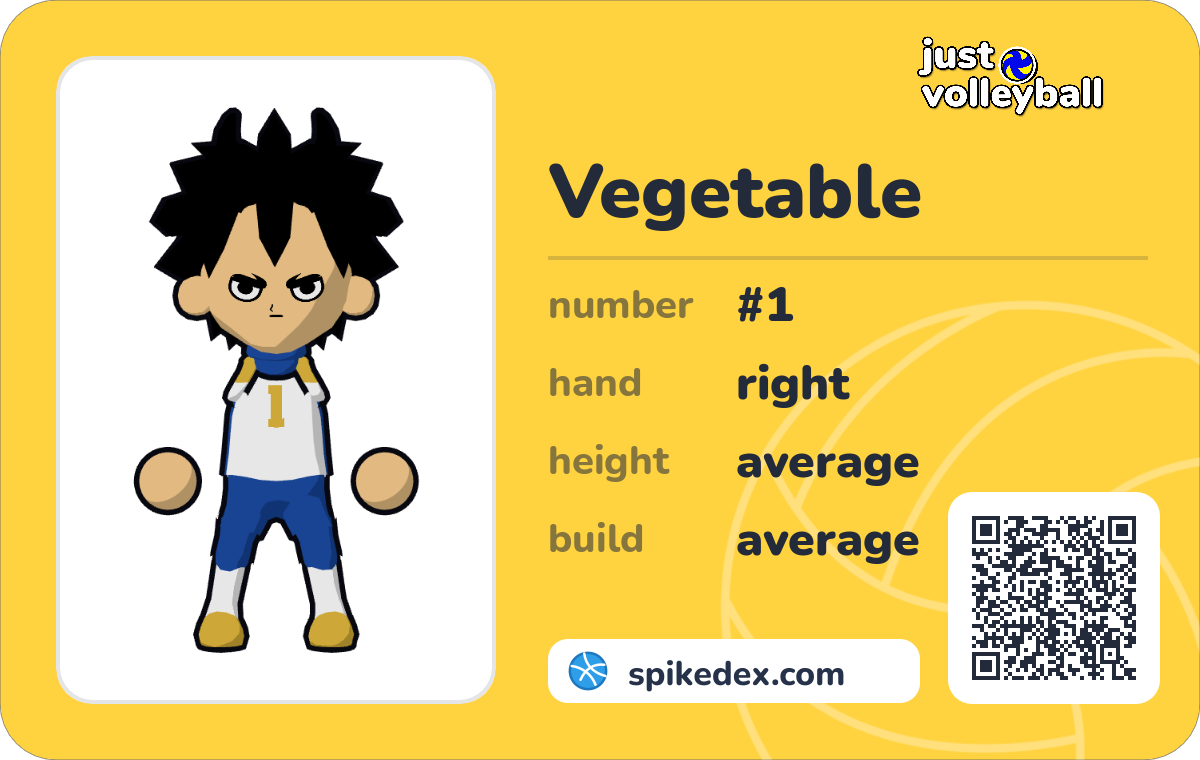 just
volleyball
Vegetable
number #1
hand right
height average
build average
1
spikedex.com